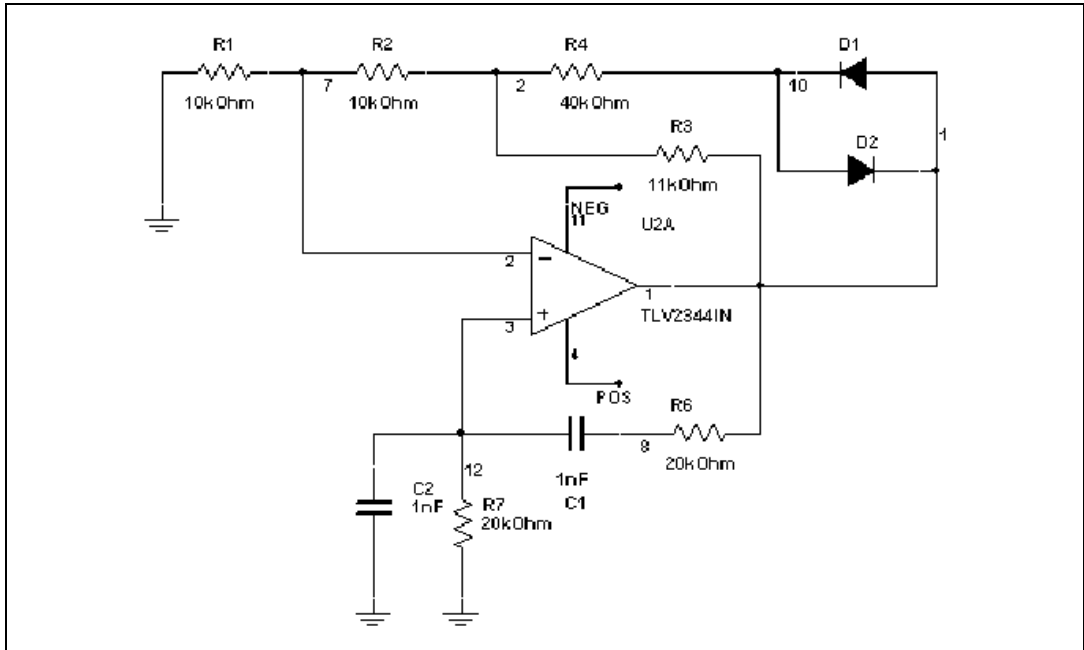 R1
R2
R4
D1
7
2
10
10kOhm
10kOhm
40kOhm
R3
D2
1
11kOhm
NEG
11
U2A
2
1
3
TLV2344IN
4
POS
R6
8
20kOhm
12
1nF
C1
C2
1nF
R7
20kOhm